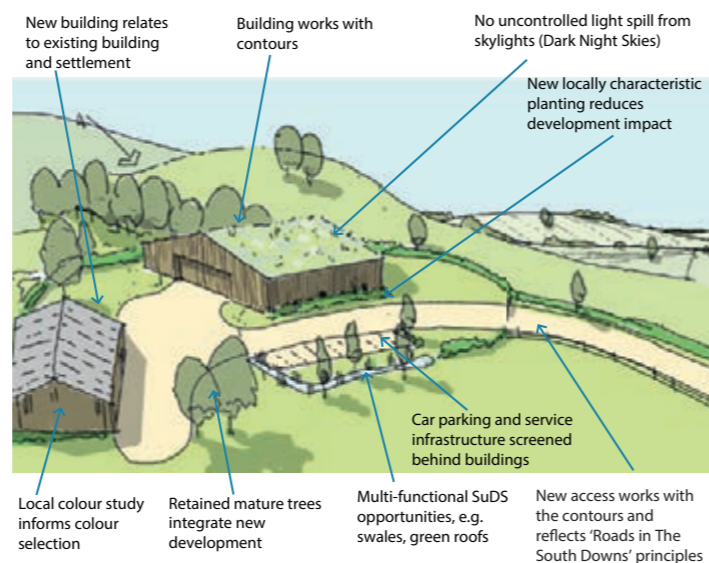 New building relates
to existing building
and settlement
Building works with
contours
No uncontrolled light spill from
skylights (Dark Night Skies)
New locally characteristic
planting reduces
development impact
Car parking and service
infrastructure screened
behind buildings
Local colour study
informs colour
selection
Retained mature trees
integrate new
development
Multi-functional SuDS
opportunities, e.g.
swales, green roofs
New access works with
the contours and
reflects ‘Roads in The
South Downs’ principles